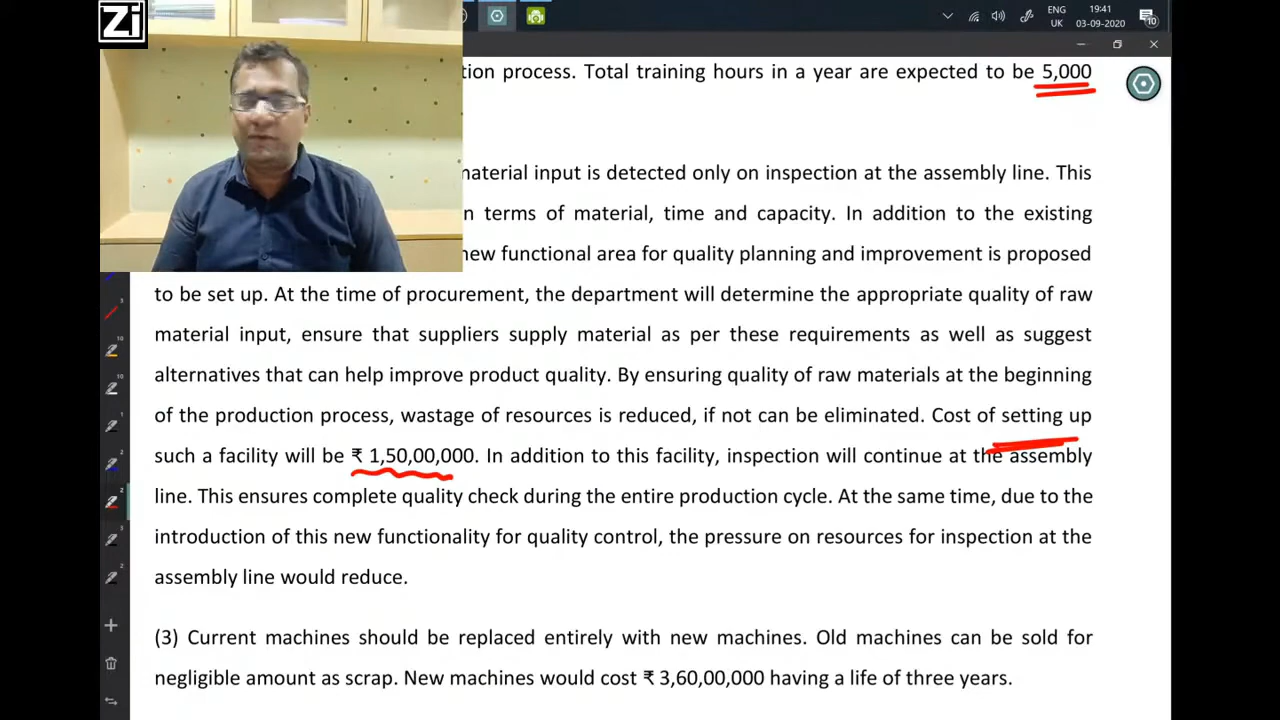 Zi
ENG
19:41
UK
03-09-2020
10
tion process. Total training hours in a year are expected to be 5,000
material input is detected only on inspection at the assembly line. This
n terms of material, time and capacity. In addition to the existing
new functional area for quality planning and improvement is proposed
to be set up. At the time of procurement, the department will determine the appropriate quality of raw
material input, ensure that suppliers supply material as per these requirements as well as suggest
alternatives that can help improve product quality. By ensuring quality of raw materials at the beginning
of the production process, wastage of resources is reduced, if not can be eliminated. Cost of setting up
such a facility will be ₹ 1,50,00,000. In addition to this facility, inspection will continue at the assembly
line. This ensures complete quality check during the entire production cycle. At the same time, due to the
introduction of this new functionality for quality control, the pressure on resources for inspection at the
assembly line would reduce.
(3) Current machines should be replaced entirely with new machines. Old machines can be sold for
negligible amount as scrap. New machines would cost ₹ 3,60,00,000 having a life of three years.